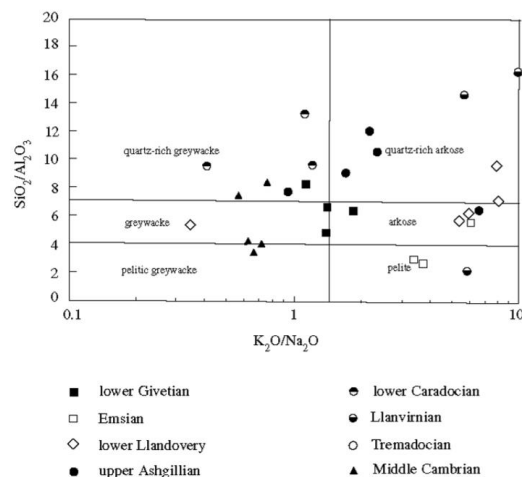 20
18
16
14
12
10
8
6
4
2
0
SiO₂/Al₂O₃
quartz-rich greywacke
quartz-rich arkose
greywacke
arkose
pelitic greywacke
pelite
0.1
1
10
K₂O/Na₂O
lower Givetian
lower Caradocian
Emsian
Llanvirnian
lower Llandovery
Tremadocian
upper Ashgillian
Middle Cambrian